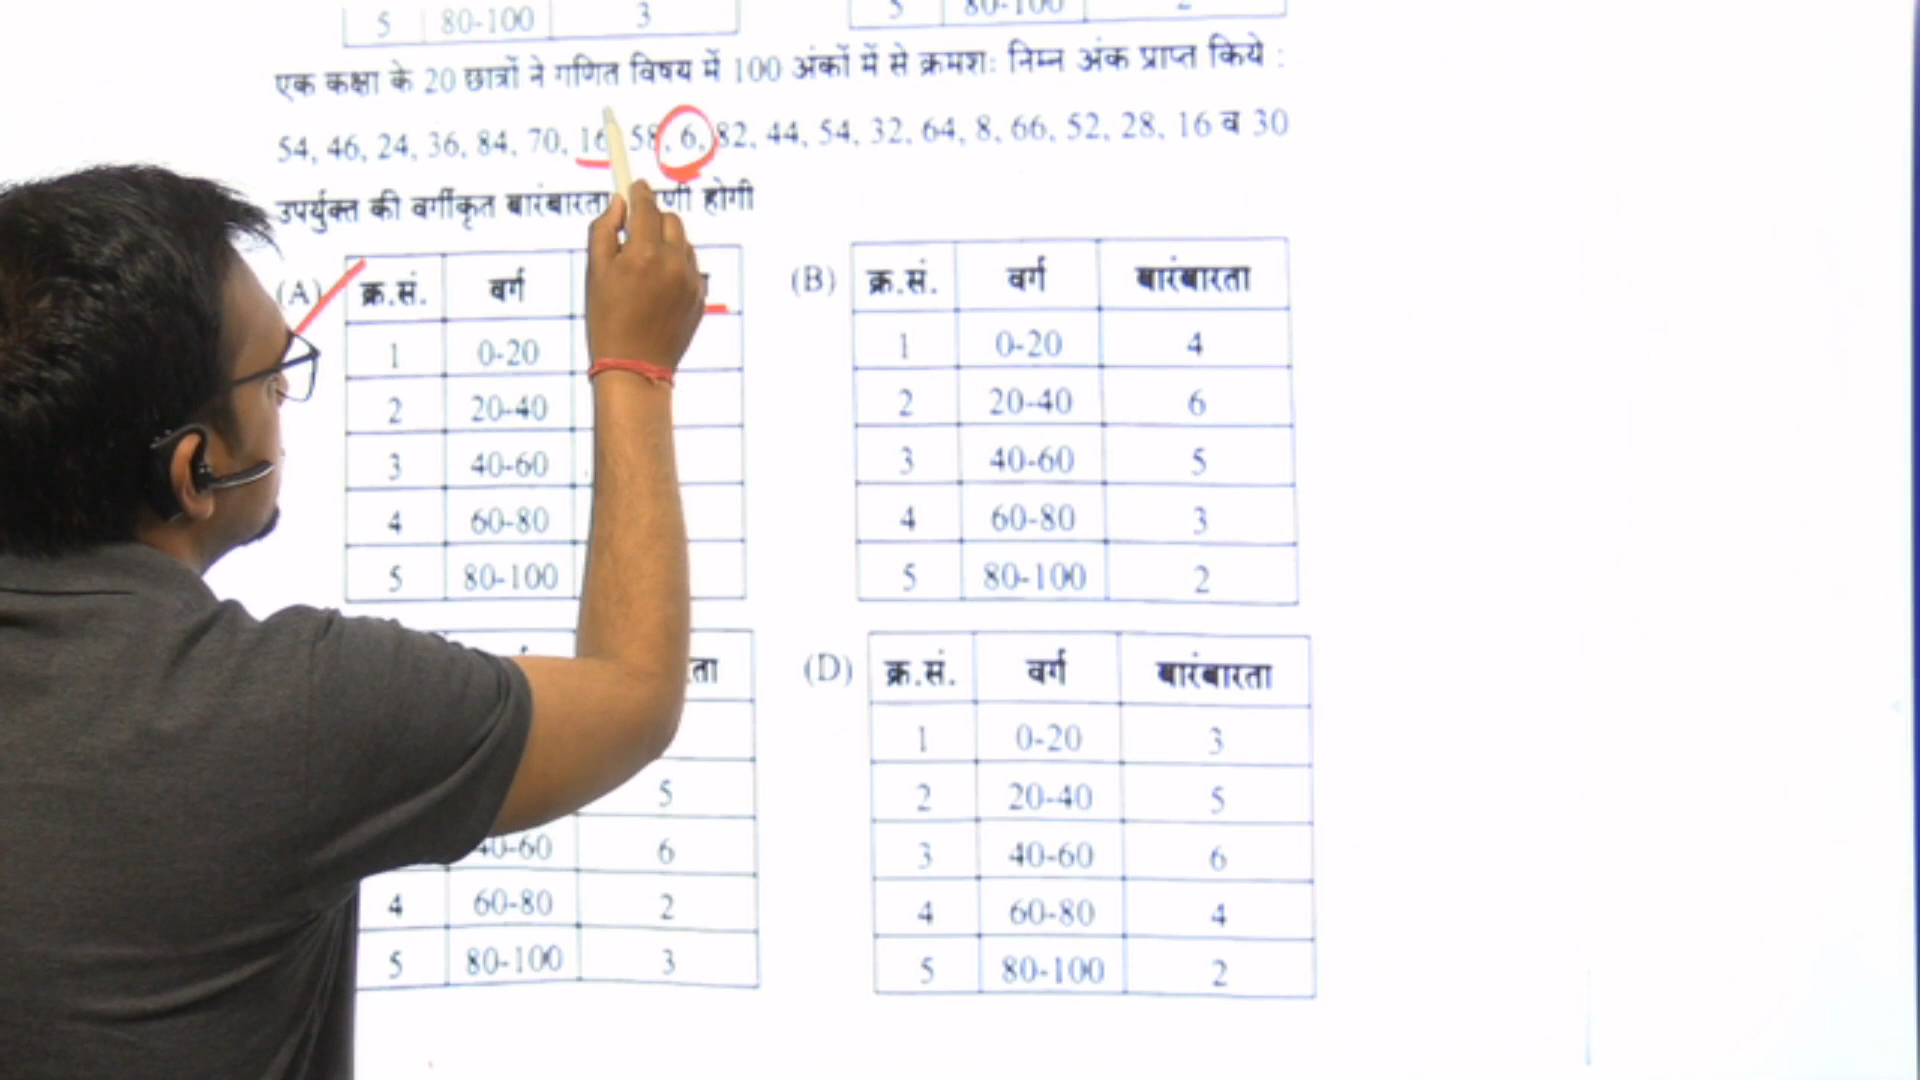 5 80-100 3
5 80-100 2
एक कक्षा के 20 छात्रों ने गणित विषय में 100 अंकों में से क्रमशः निम्न अंक प्राप्त किये :
54, 46, 24, 36, 84, 70, 16, 58, 6, 82, 44, 54, 32, 64, 8, 66, 52, 28, 16 व 30
उपर्युक्त की वर्गीकृत बारंबारता होगी
(A)
क्र.सं. वर्ग
1 0-20
2 20-40
3 40-60
4 60-80
5 80-100
(B)
क्र.सं. वर्ग बारंबारता
1 0-20 4
2 20-40 6
3 40-60 5
4 60-80 3
5 80-100 2
5
40-60 6
4 60-80 2
5 80-100 3
(D)
क्र.सं. वर्ग बारंबारता
1 0-20 3
2 20-40 5
3 40-60 6
4 60-80 4
5 80-100 2